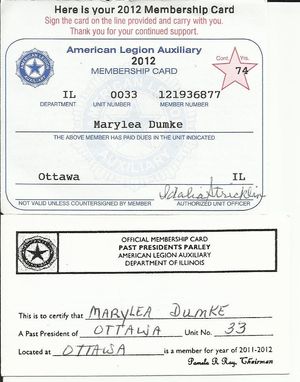 Here is your 2012 Membership Card
Sign the card on the line provided and carry with you.
Thank you for your continued support.
American Legion Auxiliary
2012
MEMBERSHIP CARD
Cont. Yrs.
74
IL 0033 121936877
DEPARTMENT UNIT NUMBER MEMBER NUMBER
Marylea Dumke
THE ABOVE MEMBER HAS PAID DUES IN THE UNIT INDICATED
Ottawa IL
Idalia Stricklin
NOT VALID UNLESS COUNTERSIGNED BY MEMBER AUTHORIZED UNIT OFFICER
OFFICIAL MEMBERSHIP CARD
PAST PRESIDENTS PARLEY
AMERICAN LEGION AUXILIARY
DEPARTMENT OF ILLINOIS
This is to certify that MARYLEA DUMKE
A Past President of OTTAWA Unit No. 33
Located at OTTAWA is a member for year of 2011-2012
Pamela R. Ray, Chairman